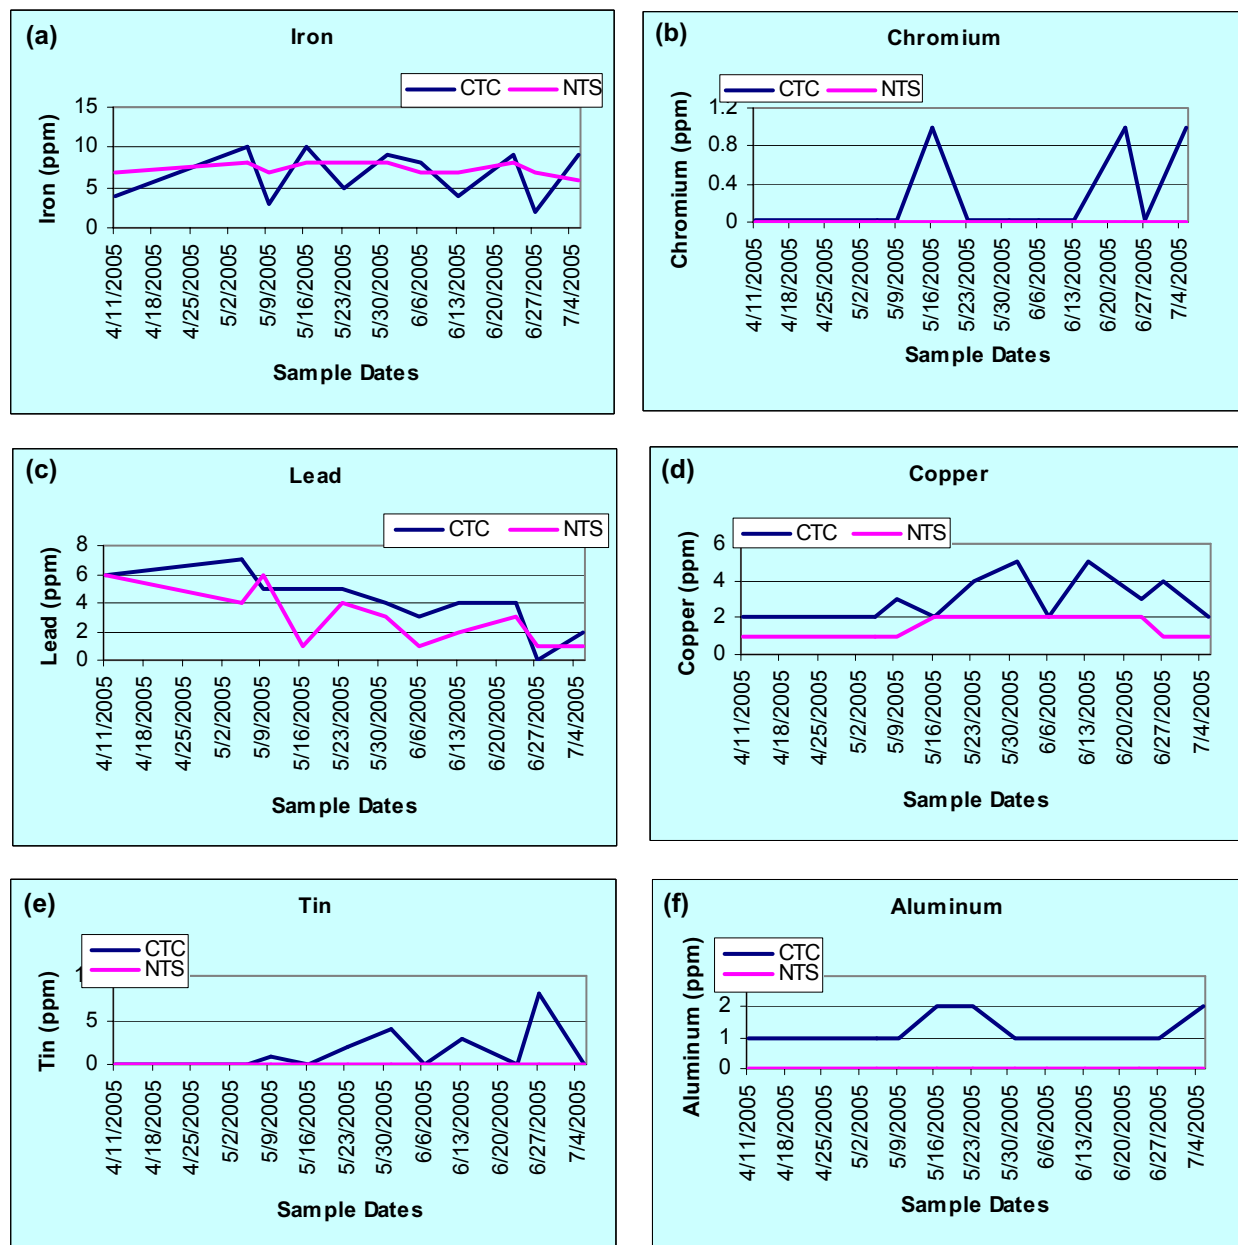 (a)
Iron
CTC NTS
15
10
5
0
Iron (ppm)
4/11/2005 4/18/2005 4/25/2005 5/2/2005 5/9/2005 5/16/2005 5/23/2005 5/30/2005 6/6/2005 6/13/2005 6/20/2005 6/27/2005 7/4/2005
Sample Dates
(b)
Chromium
CTC NTS
1.2
0.8
0.4
0
Chromium (ppm)
4/11/2005 4/18/2005 4/25/2005 5/2/2005 5/9/2005 5/16/2005 5/23/2005 5/30/2005 6/6/2005 6/13/2005 6/20/2005 6/27/2005 7/4/2005
Sample Dates
(c)
Lead
CTC NTS
8
6
4
2
0
Lead (ppm)
4/11/2005 4/18/2005 4/25/2005 5/2/2005 5/9/2005 5/16/2005 5/23/2005 5/30/2005 6/6/2005 6/13/2005 6/20/2005 6/27/2005 7/4/2005
Sample Dates
(d)
Copper
CTC NTS
6
4
2
0
Copper (ppm)
4/11/2005 4/18/2005 4/25/2005 5/2/2005 5/9/2005 5/16/2005 5/23/2005 5/30/2005 6/6/2005 6/13/2005 6/20/2005 6/27/2005 7/4/2005
Sample Dates
(e)
Tin
CTC
NTS
5
0
Tin (ppm)
4/11/2005 4/18/2005 4/25/2005 5/2/2005 5/9/2005 5/16/2005 5/23/2005 5/30/2005 6/6/2005 6/13/2005 6/20/2005 6/27/2005 7/4/2005
Sample Dates
(f)
Aluminum
CTC
NTS
2
1
0
Aluminum (ppm)
4/11/2005 4/18/2005 4/25/2005 5/2/2005 5/9/2005 5/16/2005 5/23/2005 5/30/2005 6/6/2005 6/13/2005 6/20/2005 6/27/2005 7/4/2005
Sample Dates